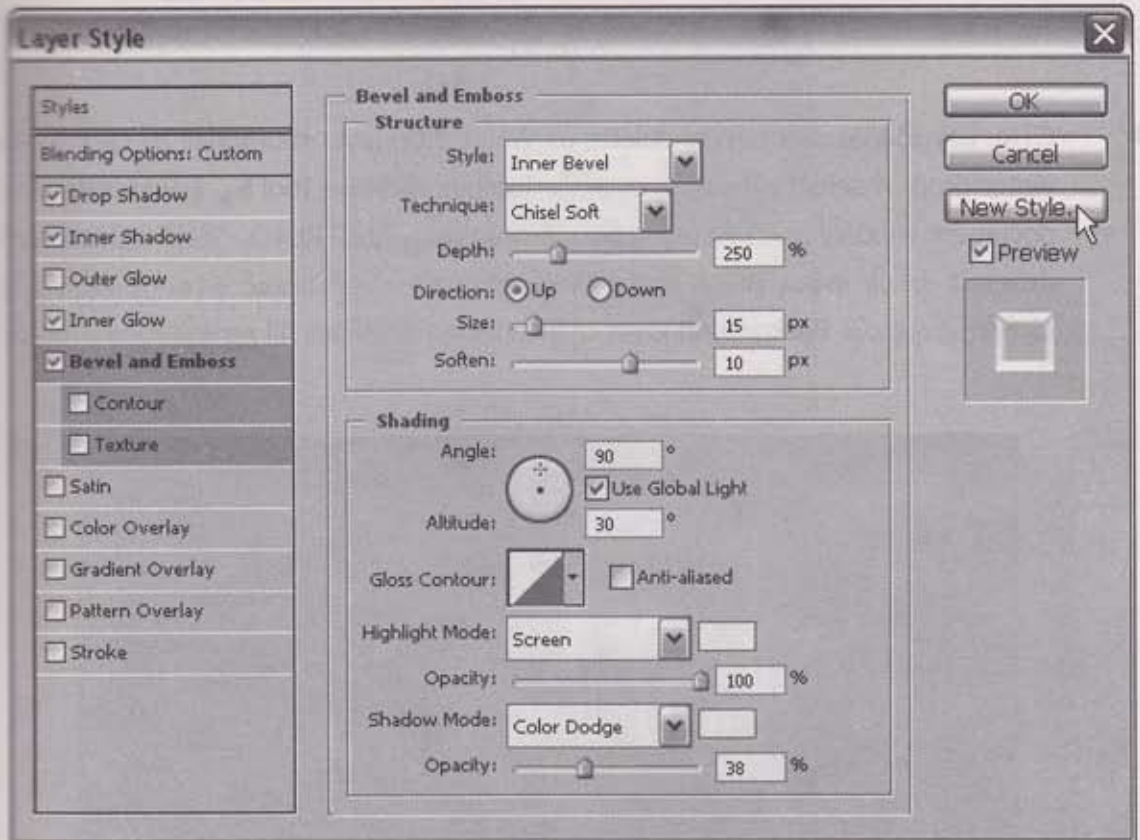 Layer Style
Styles
Blending Options: Custom
Drop Shadow
Inner Shadow
Outer Glow
Inner Glow
Bevel and Emboss
Contour
Texture
Satin
Color Overlay
Gradient Overlay
Pattern Overlay
Stroke
Bevel and Emboss
Structure
Style: Inner Bevel
Technique: Chisel Soft
Depth: 250 %
Direction: Up Down
Size: 15 px
Soften: 10 px
Shading
Angle: 90 °
Use Global Light
Altitude: 30 °
Gloss Contour: Anti-aliased
Highlight Mode: Screen
Opacity: 100 %
Shadow Mode: Color Dodge
Opacity: 38 %
OK
Cancel
New Style...
Preview